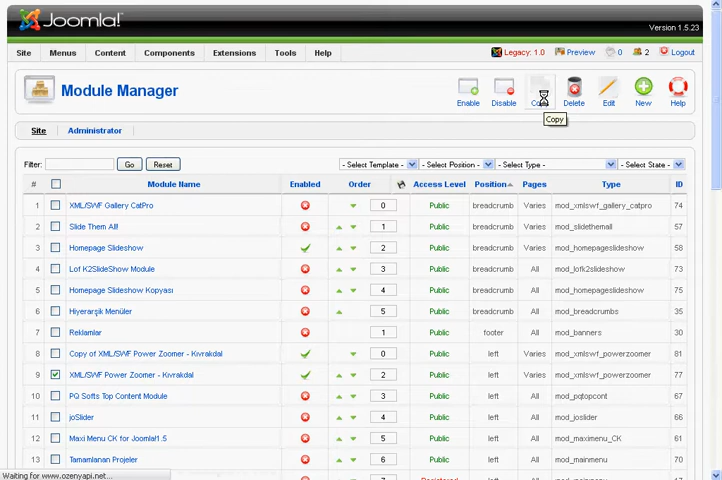 Joomla!
Version 1.5.23
Site Menus Content Components Extensions Tools Help Legacy: 1.0 Preview 0 2 Logout
Module Manager
Enable Disable Delete Edit New Help
Copy
Site Administrator
Filter: Go Reset - Select Template - - Select Position - - Select Type - - Select State -
# Module Name Enabled Order Access Level Position Pages Type ID
1 XML/SWF Gallery CatPro 0 Public breadcrumb Varies mod_xmlswf_gallery_catpro 74
2 Slide Them All! 1 Public breadcrumb Varies mod_slidethemall 21
3 Homepage Slideshow 2 Public breadcrumb Varies mod_homepageslideshow 58
4 Lof K2SlideShow Module 3 Public breadcrumb All mod_lofk2slideshow 73
5 Homepage Slideshow Kopyası 4 Public breadcrumb All mod_homepageslideshow 75
6 Hiyerarşik Menüler 5 Public breadcrumb All mod_breadcrumbs 35
7 Reklamlar 1 Public footer All mod_banners 30
8 Copy of XML/SWF Power Zoomer - Kıvrakdal 0 Public left Varies mod_xmlswf_powerzoomer 81
9 XML/SWF Power Zoomer - Kıvrakdal 2 Public left Varies mod_xmlswf_powerzoomer 77
10 PQ Softs Top Content Module 3 Public left All mod_pqtopcont 67
11 joSlider 4 Public left All mod_joslider 66
12 Maxi Menu CK for Joomla!1.5 5 Public left All mod_maximenu_CK 61
13 Tamamlanan Projeler 6 Public left All mod_mainmenu 70
Waiting for www.ozenyapi.net...